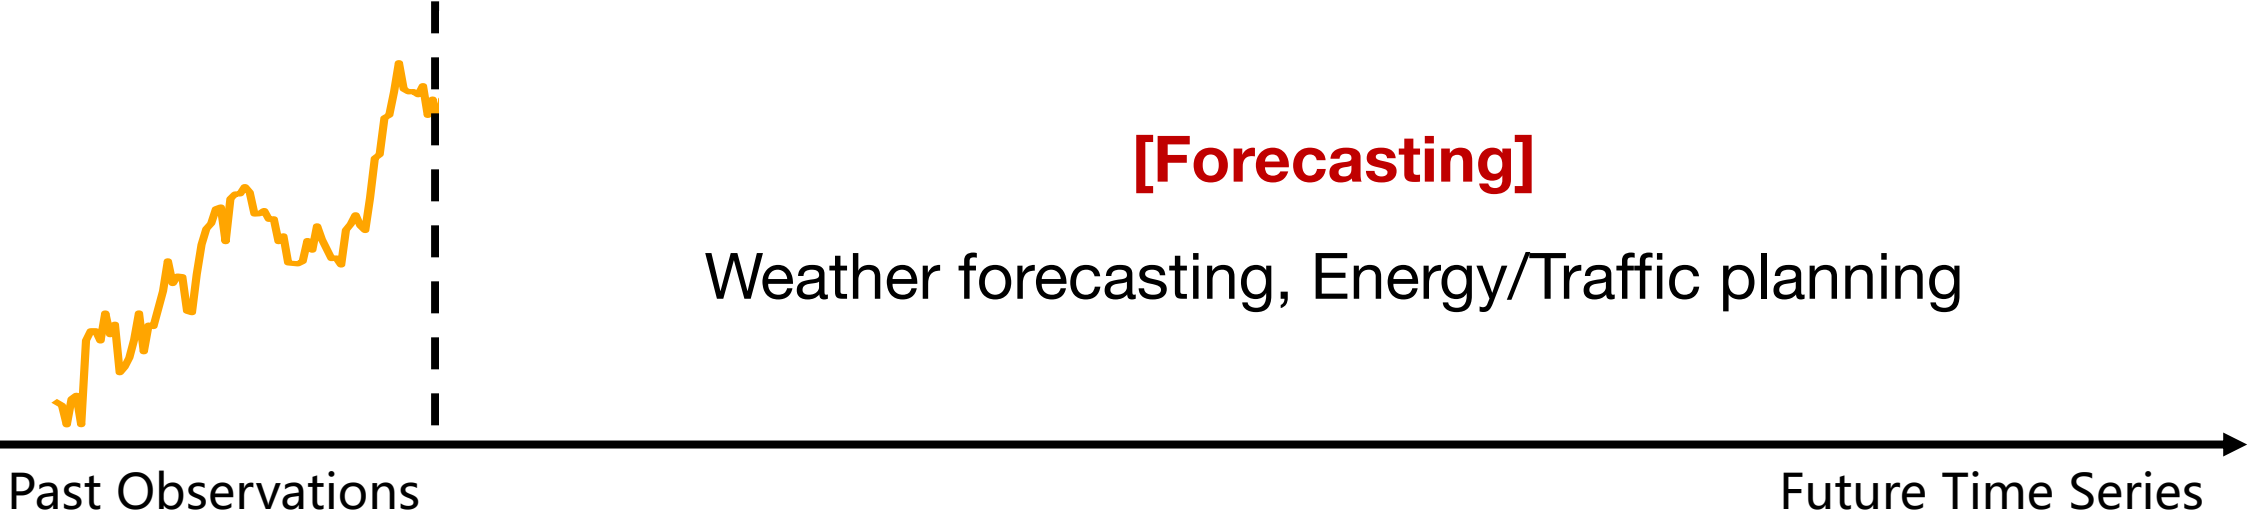 [Forecasting]
Weather forecasting, Energy/Traffic planning
Past Observations
Future Time Series